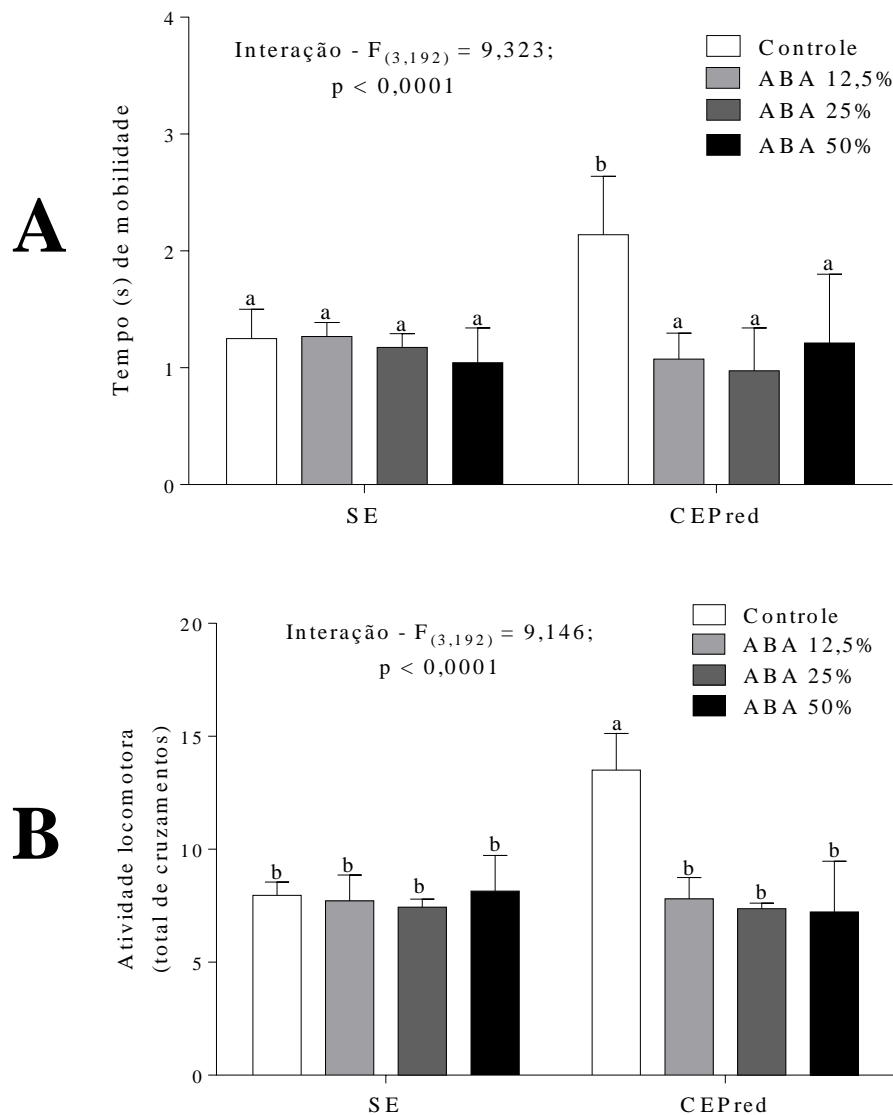 A
Tempo (s) de mobilidade
4
3
2
1
0
Interação - F(3,192) = 9,323;
p < 0,0001
Controle
ABA 12,5%
ABA 25%
ABA 50%
a
a
a
a
b
a
a
a
SE
CEPred
B
Atividade locomotora
(total de cruzamentos)
20
15
10
5
0
Interação - F(3,192) = 9,146;
p < 0,0001
Controle
ABA 12,5%
ABA 25%
ABA 50%
b
b
b
b
a
b
b
b
SE
CEPred